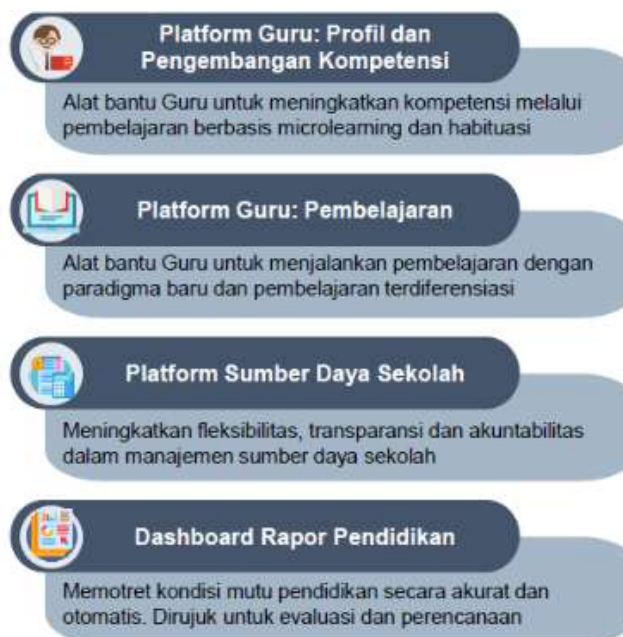 Platform Guru: Profil dan
Pengembangan Kompetensi
Alat bantu Guru untuk meningkatkan kompetensi melalui
pembelajaran berbasis microlearning dan habituasi
Platform Guru: Pembelajaran
Alat bantu Guru untuk menjalankan pembelajaran dengan
paradigma baru dan pembelajaran terdiferensiasi
Platform Sumber Daya Sekolah
Meningkatkan fleksibilitas, transparansi dan akuntabilitas
dalam manajemen sumber daya sekolah
Dashboard Rapor Pendidikan
Memotret kondisi mutu pendidikan secara akurat dan
otomatis. Dirujuk untuk evaluasi dan perencanaan